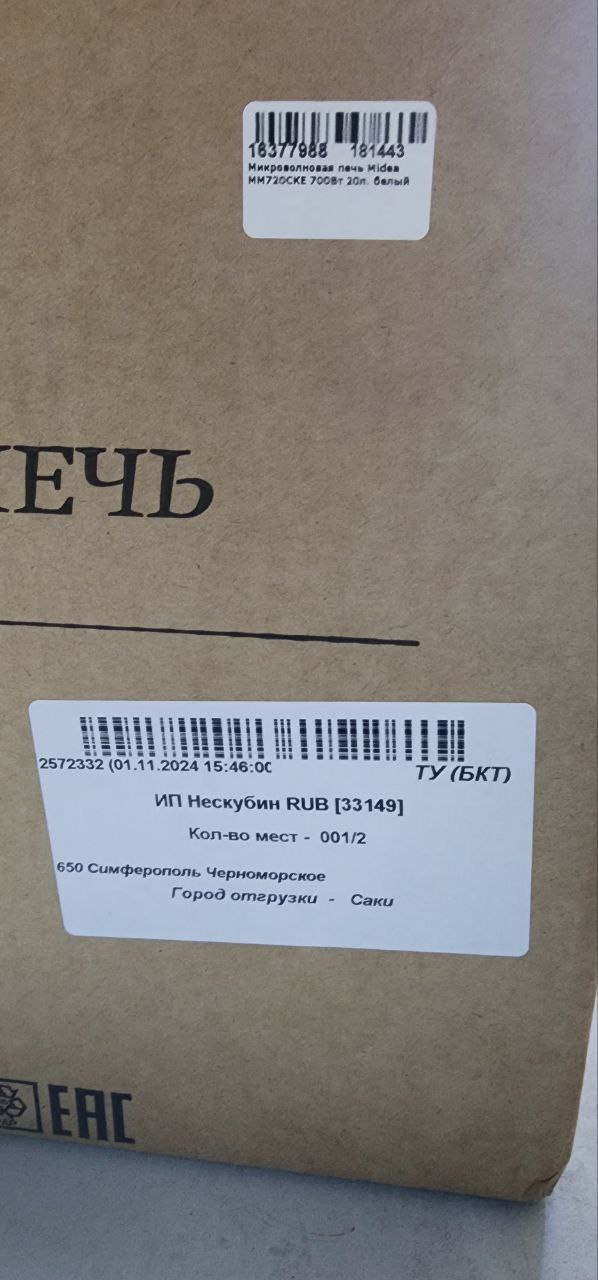 16377988 181443
Микроволновая печь Midea
MM720CKE 700Вт 20л. белый
ПЕЧЬ
2572332 (01.11.2024 15:46:00
ТУ (БКТ)
ИП Нескубин RUB [33149]
Кол-во мест - 001/2
650 Симферополь Черноморское
Город отгрузки - Саки
EAC